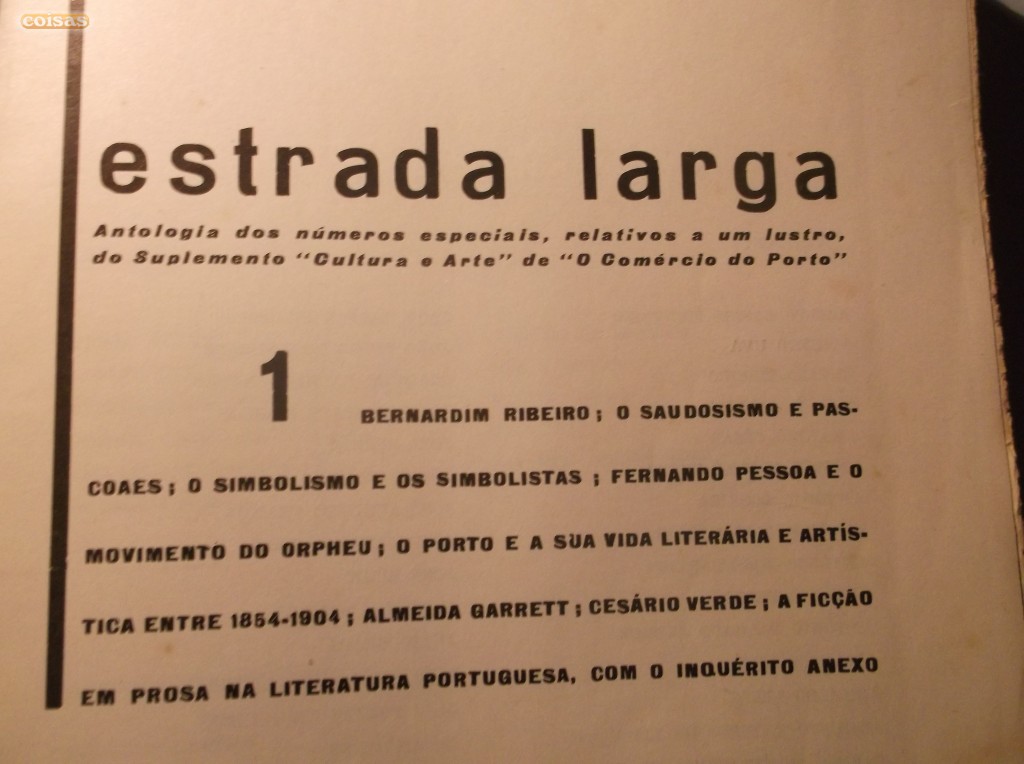 coisas
estrada larga
Antologia dos números especiais, relativos a um lustro,
do Suplemento "Cultura e Arte" de "O Comércio do Porto"
1
BERNARDIM RIBEIRO; O SAUDOSISMO E PAS-
COAES; O SIMBOLISMO E OS SIMBOLISTAS; FERNANDO PESSOA E O
MOVIMENTO DO ORPHEU; O PORTO E A SUA VIDA LITERÁRIA E ARTÍS-
TICA ENTRE 1854-1904; ALMEIDA GARRETT; CESÁRIO VERDE; A FICÇÃO
EM PROSA NA LITERATURA PORTUGUESA, COM O INQUÉRITO ANEXO